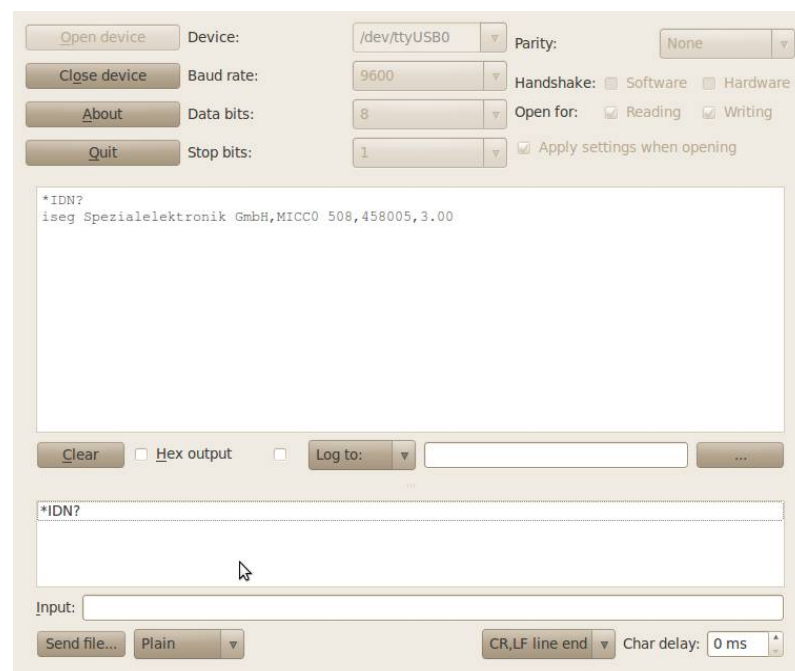 Open device Device: /dev/ttyUSB0 Parity: None
Close device Baud rate: 9600 Handshake: Software Hardware
About Data bits: 8 Open for: Reading Writing
Quit Stop bits: 1 Apply settings when opening
*IDN?
iseg Spezialelektronik GmbH,MICC0 508,458005,3.00
Clear Hex output Log to: ...
*IDN?
Input:
Send file... Plain CR,LF line end Char delay: 0 ms